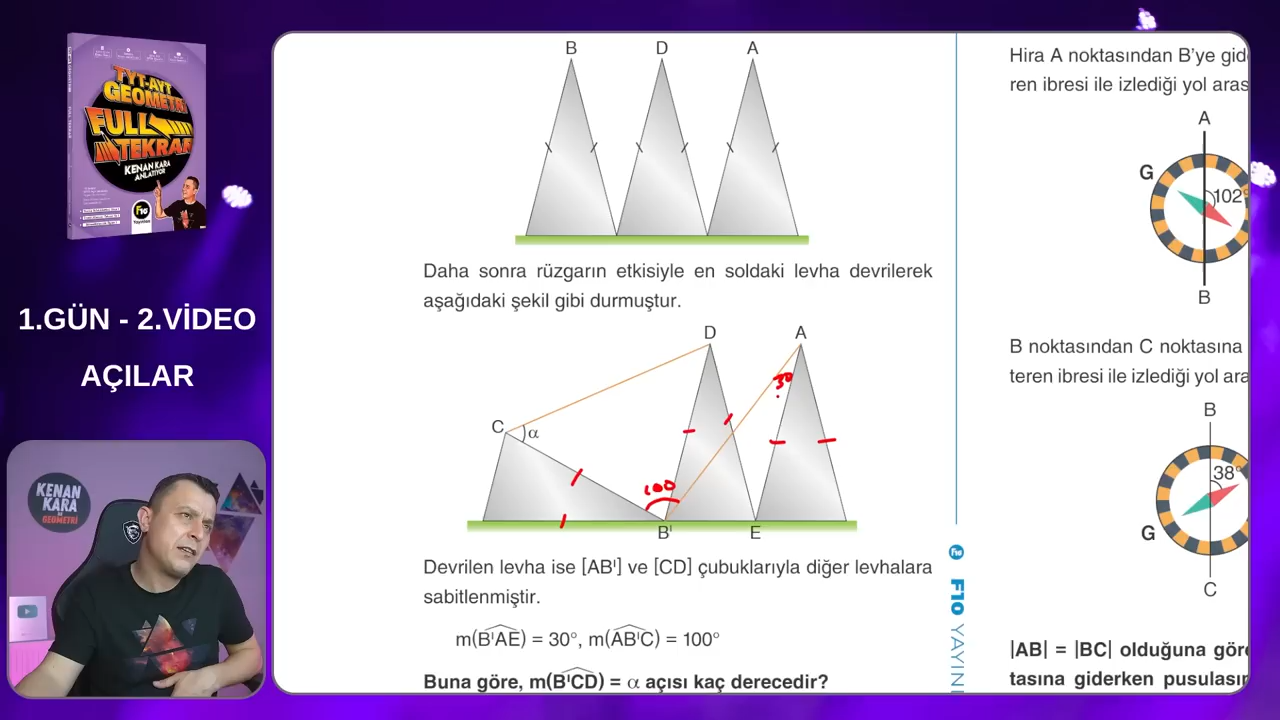 TYT-AYT
GEOMETRİ
FULL
TEKRAR
KENAN KARA
ANLATIYOR
F10
1.GÜN - 2.VİDEO
AÇILAR
KENAN
KARA
GEOMETRİ
B D A
Daha sonra rüzgarın etkisiyle en soldaki levha devrilerek
aşağıdaki şekil gibi durmuştur.
D A
30
C α
100
B' E
Devrilen levha ise [AB'] ve [CD] çubuklarıyla diğer levhalara
sabitlenmiştir.
m(B'AE) = 30°, m(AB'C) = 100°
Buna göre, m(B'CD) = α açısı kaç derecedir?
F10 YAYINI
Hira A noktasından B'ye gid
ren ibresi ile izlediği yol aras
A
G
102°
B
B noktasından C noktasına
teren ibresi ile izlediği yol ara
B
38°
G
C
|AB| = |BC| olduğuna göre
tasına giderken pusulasın